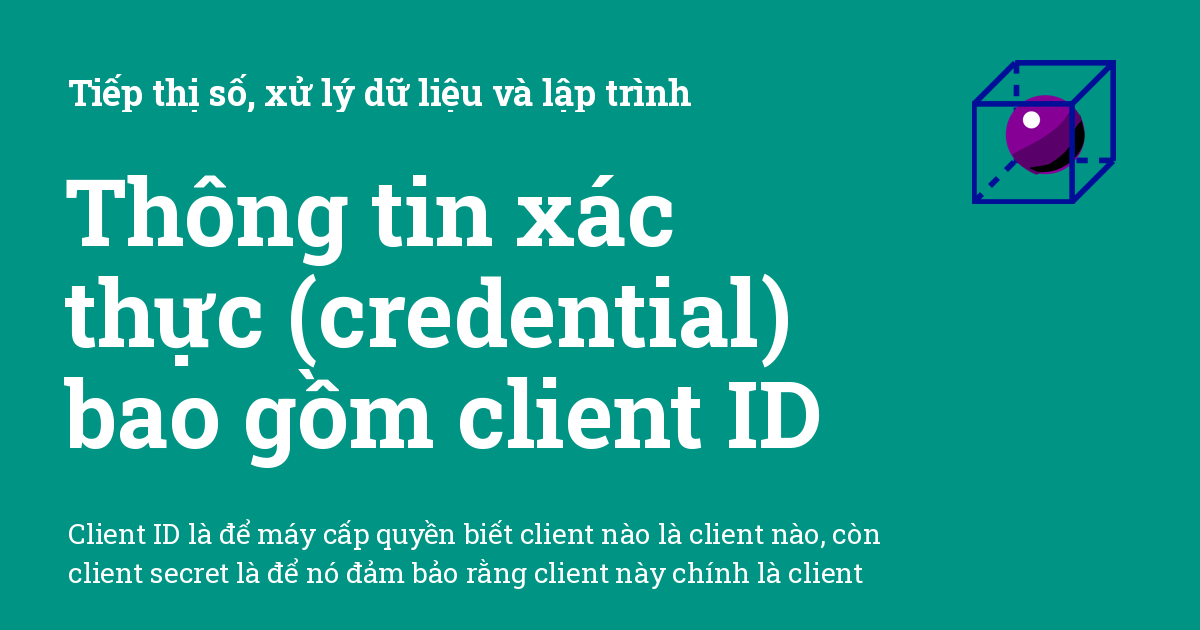 Tiếp thị số, xử lý dữ liệu và lập trình
Thông tin xác
thực (credential)
bao gồm client ID
Client ID là để máy cấp quyền biết client nào là client nào, còn
client secret là để nó đảm bảo rằng client này chính là client